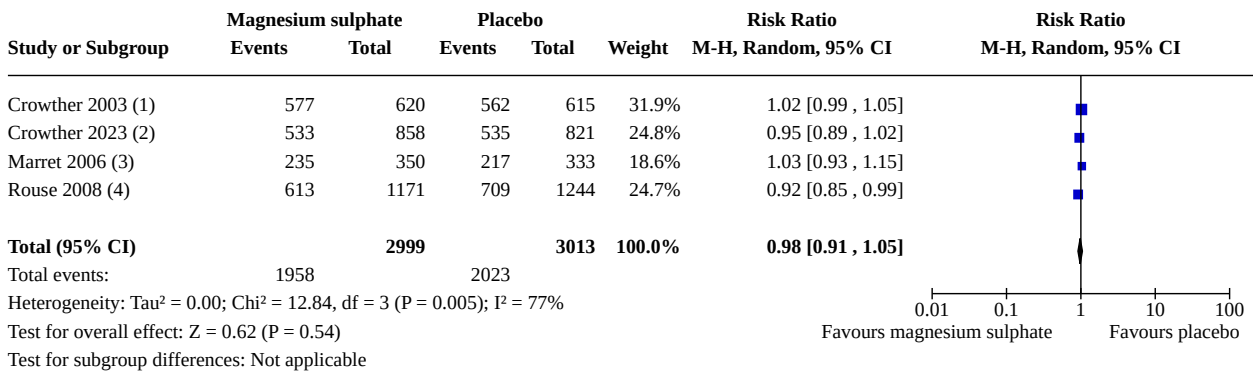 Magnesium sulphate Placebo Risk Ratio Risk Ratio
Study or Subgroup Events Total Events Total Weight M-H, Random, 95% CI M-H, Random, 95% CI
Crowther 2003 (1) 577 620 562 615 31.9% 1.02 [0.99 , 1.05]
Crowther 2023 (2) 533 858 535 821 24.8% 0.95 [0.89 , 1.02]
Marret 2006 (3) 235 350 217 333 18.6% 1.03 [0.93 , 1.15]
Rouse 2008 (4) 613 1171 709 1244 24.7% 0.92 [0.85 , 0.99]
Total (95% CI) 2999 3013 100.0% 0.98 [0.91 , 1.05]
Total events: 1958 2023
Heterogeneity: Tau² = 0.00; Chi² = 12.84, df = 3 (P = 0.005); I² = 77%
0.01 0.1 1 10 100
Test for overall effect: Z = 0.62 (P = 0.54) Favours magnesium sulphate Favours placebo
Test for subgroup differences: Not applicable